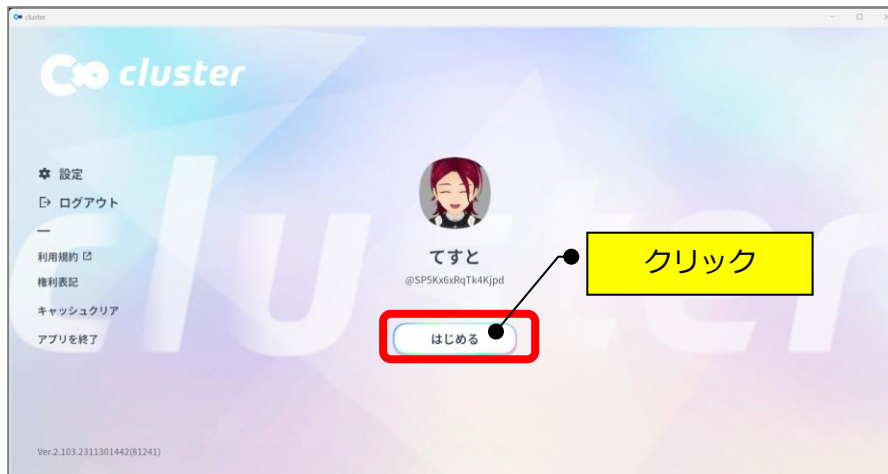 cluster
cluster
設定
ログアウト
利用規約
権利表記
キャッシュクリア
アプリを終了
てすと
@SP5Kx6xRqTk4Kjpd
クリック
はじめる
cluster
Ver.2.103.2311301442(81241)